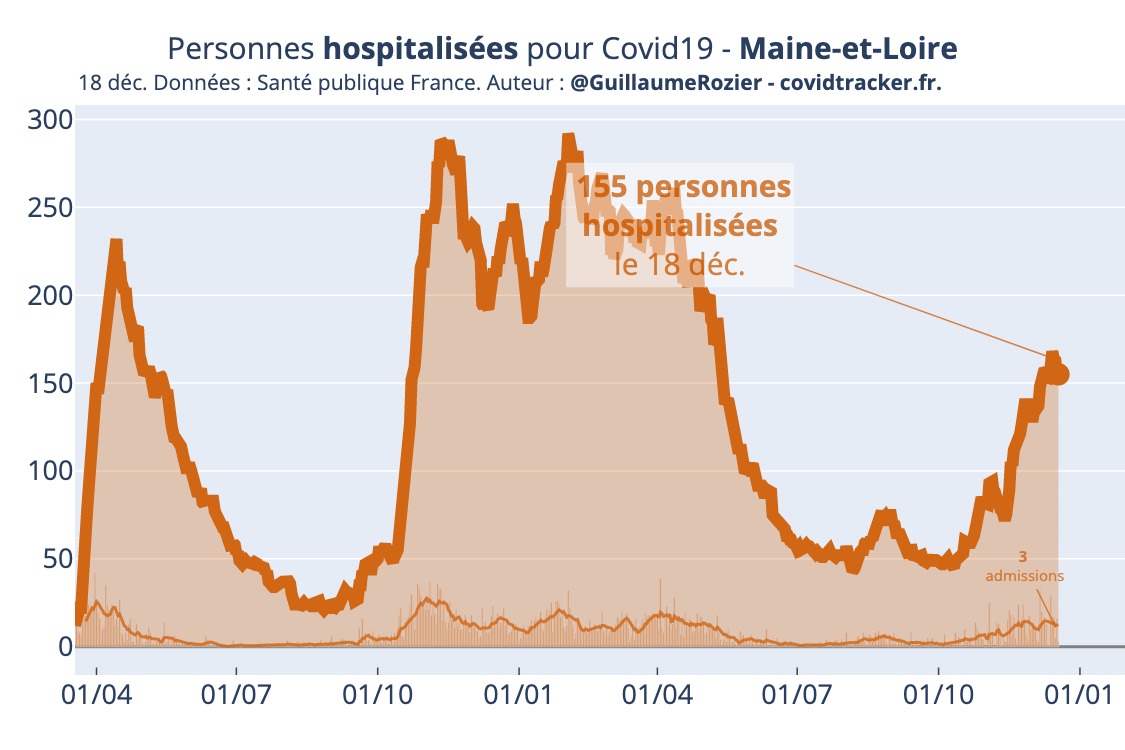 Personnes hospitalisées pour Covid19 - Maine-et-Loire
18 déc. Données : Santé publique France. Auteur : @GuillaumeRozier - covidtracker.fr.
300
250
200
150
100
50
0
155 personnes
hospitalisées
le 18 déc.
3
admissions
01/04
01/07
01/10
01/01
01/04
01/07
01/10
01/01